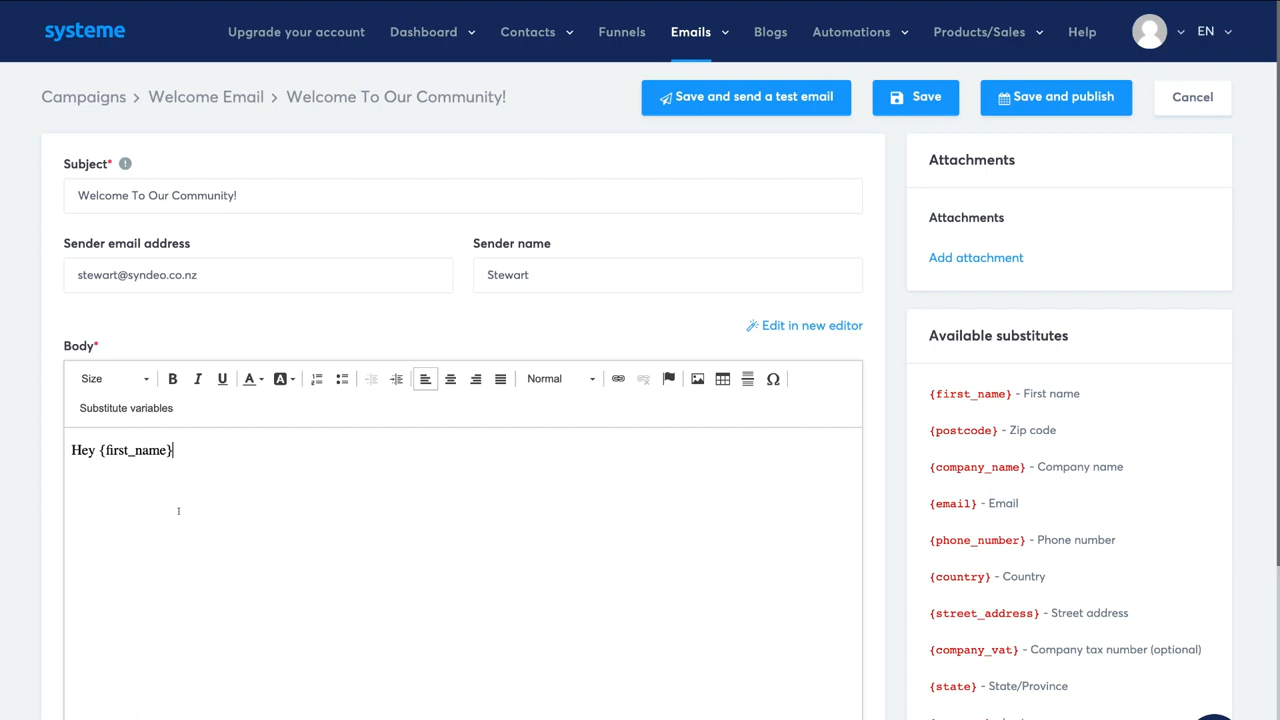 systeme
Upgrade your account Dashboard Contacts Funnels Emails Blogs Automations Products/Sales Help EN
Campaigns > Welcome Email > Welcome To Our Community!
Save and send a test email Save Save and publish Cancel
Subject* !
Welcome To Our Community!
Sender email address Sender name
stewart@syndeo.co.nz Stewart
Edit in new editor
Body*
Size B I U A A Normal Ω
Substitute variables
Hey {first_name}
Attachments
Attachments
Add attachment
Available substitutes
{first_name} - First name
{postcode} - Zip code
{company_name} - Company name
{email} - Email
{phone_number} - Phone number
{country} - Country
{street_address} - Street address
{company_vat} - Company tax number (optional)
{state} - State/Province